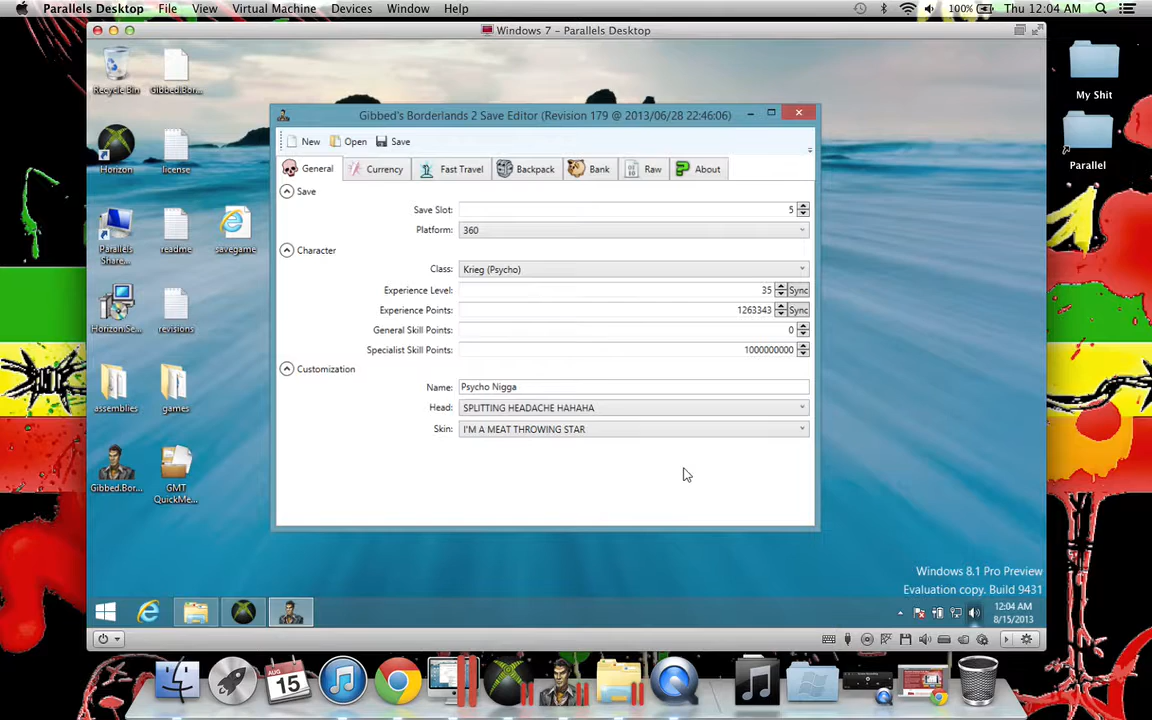 Parallels Desktop File View Virtual Machine Devices Window Help 100% Thu 12:04 AM
Windows 7 - Parallels Desktop
My Shit
Parallel
Recycle Bin
Gibbed.Bor...
Horizon
license
Parallels Share...
readme
savegame
Horizon.Se...
revisions
assemblies
games
Gibbed.Bor...
GMT QuickMe...
Gibbed's Borderlands 2 Save Editor (Revision 179 @ 2013/06/28 22:46:06)
New Open Save
General Currency Fast Travel Backpack Bank Raw About
Save
Save Slot: 5
Platform: 360
Character
Class: Krieg (Psycho)
Experience Level: 35 Sync
Experience Points: 1263343 Sync
General Skill Points: 0
Specialist Skill Points: 1000000000
Customization
Name: Psycho Nigga
Head: SPLITTING HEADACHE HAHAHA
Skin: I'M A MEAT THROWING STAR
Windows 8.1 Pro Preview
Evaluation copy. Build 9431
12:04 AM
8/15/2013
AUG
15